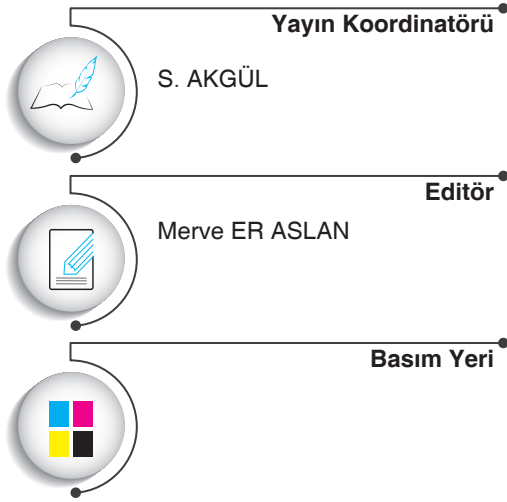 Yayın Koordinatörü
S. AKGÜL
Editör
Merve ER ASLAN
Basım Yeri